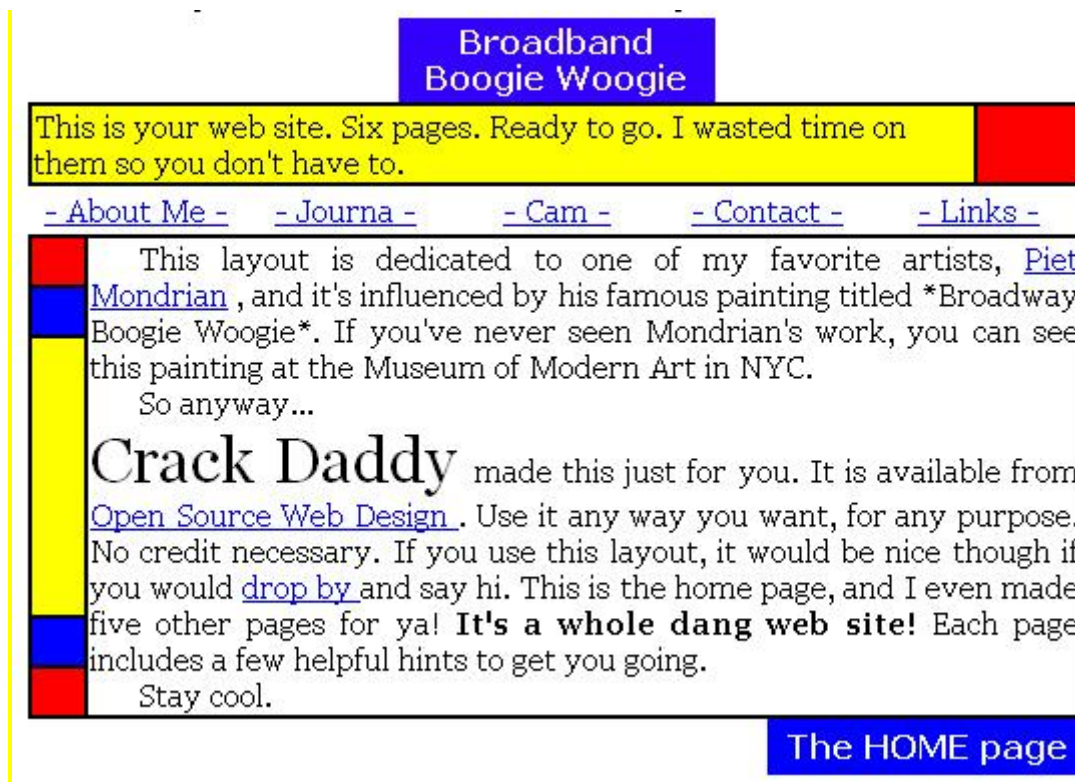 Broadband
Boogie Woogie
This is your web site. Six pages. Ready to go. I wasted time on
them so you don't have to.
- About Me - - Journa - - Cam - - Contact - - Links -
This layout is dedicated to one of my favorite artists, Piet
Mondrian , and it's influenced by his famous painting titled *Broadway
Boogie Woogie*. If you've never seen Mondrian's work, you can see
this painting at the Museum of Modern Art in NYC.
So anyway...
Crack Daddy made this just for you. It is available from
Open Source Web Design . Use it any way you want, for any purpose.
No credit necessary. If you use this layout, it would be nice though if
you would drop by and say hi. This is the home page, and I even made
five other pages for ya! It's a whole dang web site! Each page
includes a few helpful hints to get you going.
Stay cool.
The HOME page